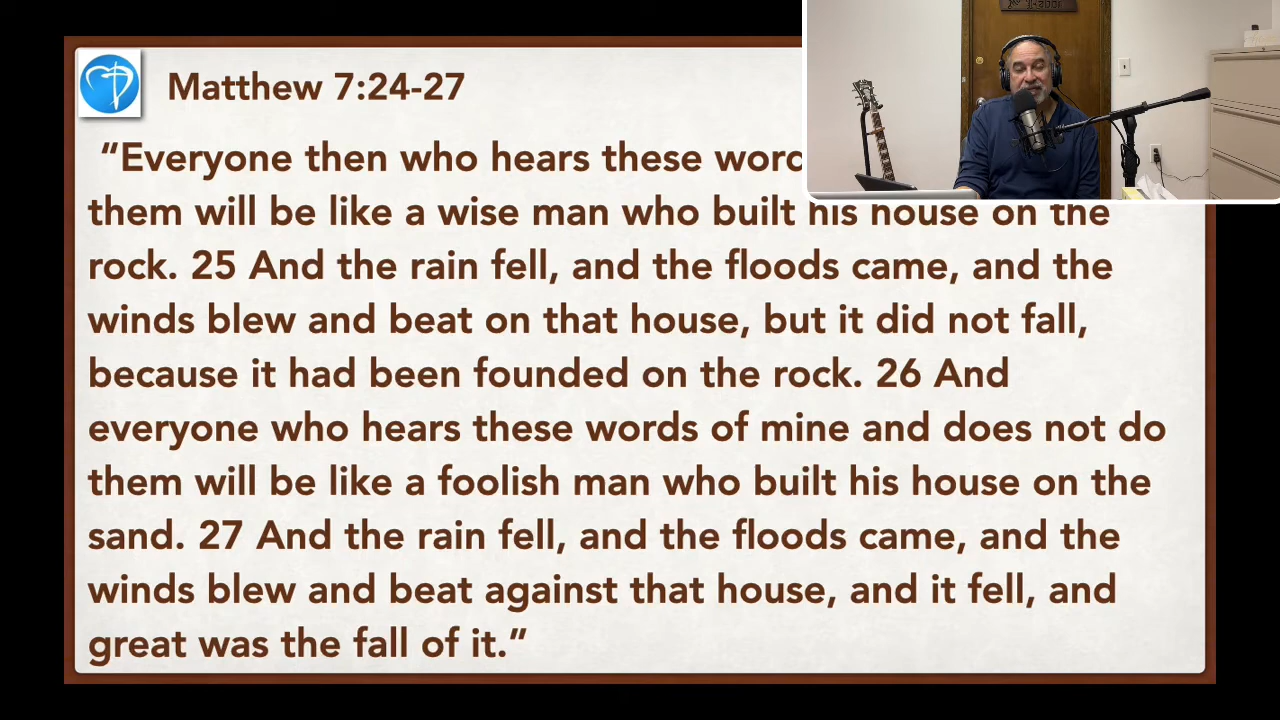 Matthew 7:24-27
“Everyone then who hears these word
them will be like a wise man who built his house on the
rock. 25 And the rain fell, and the floods came, and the
winds blew and beat on that house, but it did not fall,
because it had been founded on the rock. 26 And
everyone who hears these words of mine and does not do
them will be like a foolish man who built his house on the
sand. 27 And the rain fell, and the floods came, and the
winds blew and beat against that house, and it fell, and
great was the fall of it.”